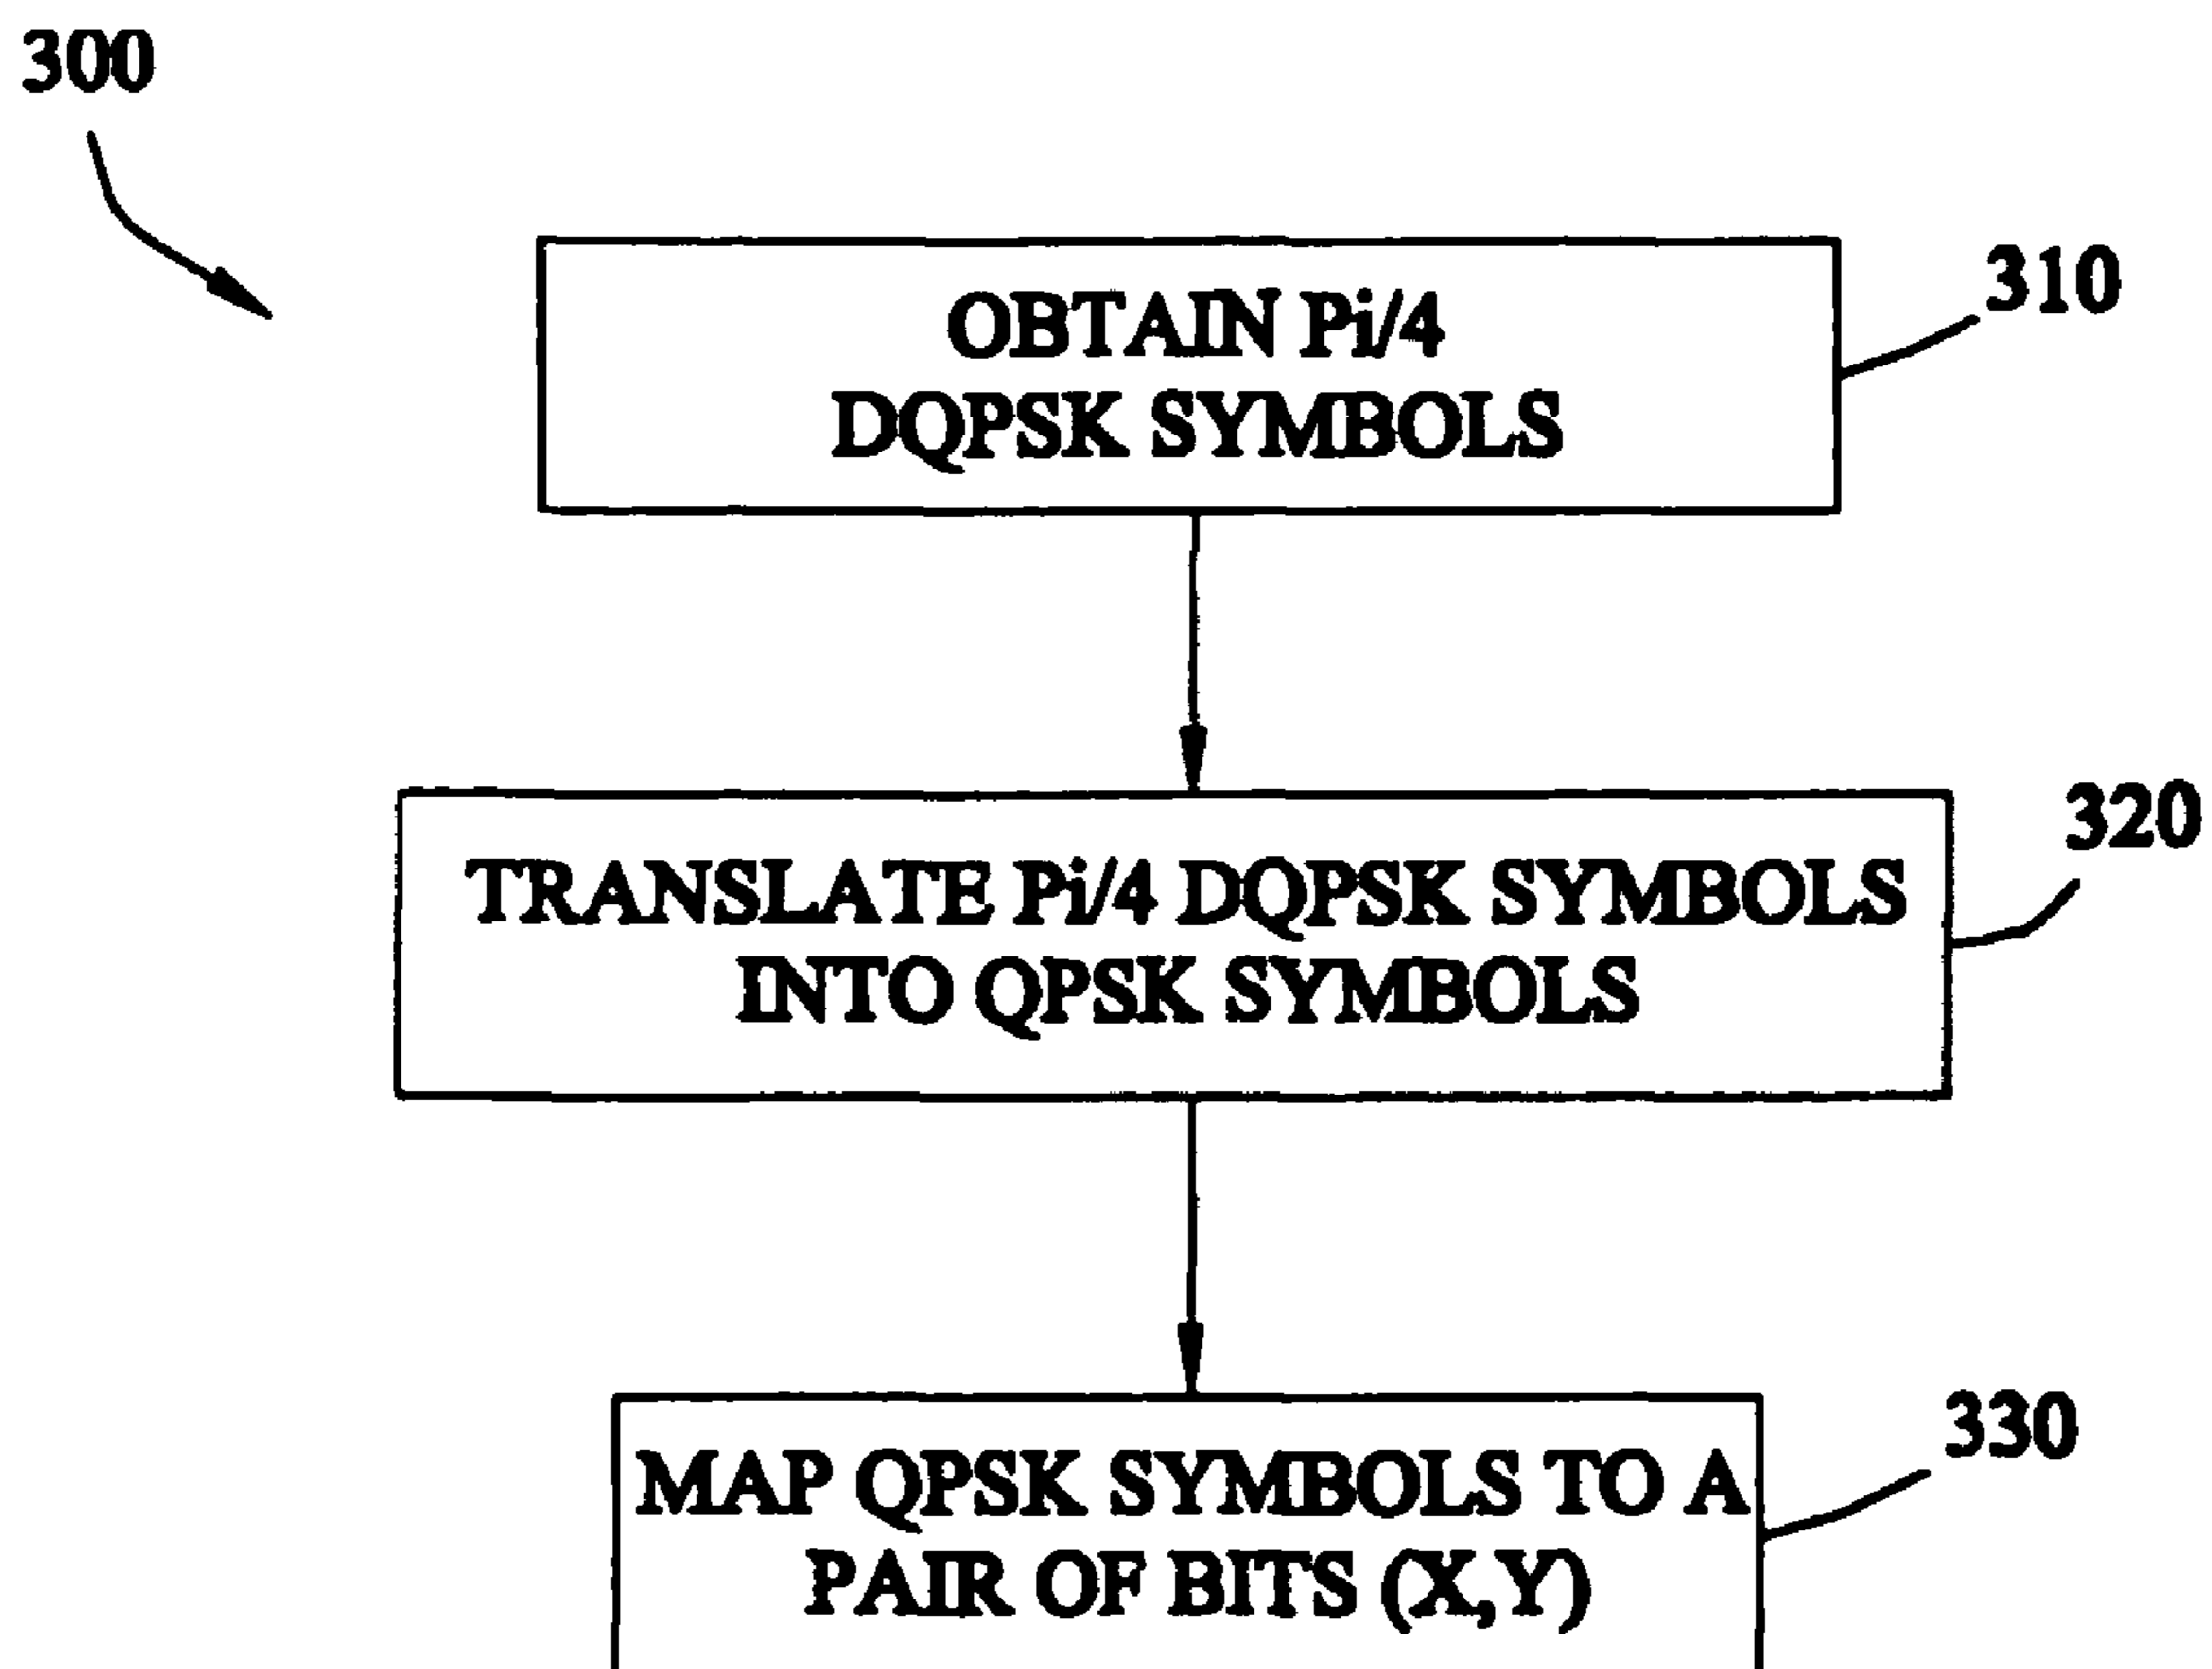 300
310
OBTAIN Pi/4
DQPSK SYMBOLS
320
TRANSLATE Pi/4 DQPSK SYMBOLS
INTO QPSK SYMBOLS
330
MAP QPSK SYMBOLS TO A
PAIR OF BITS (X,Y)